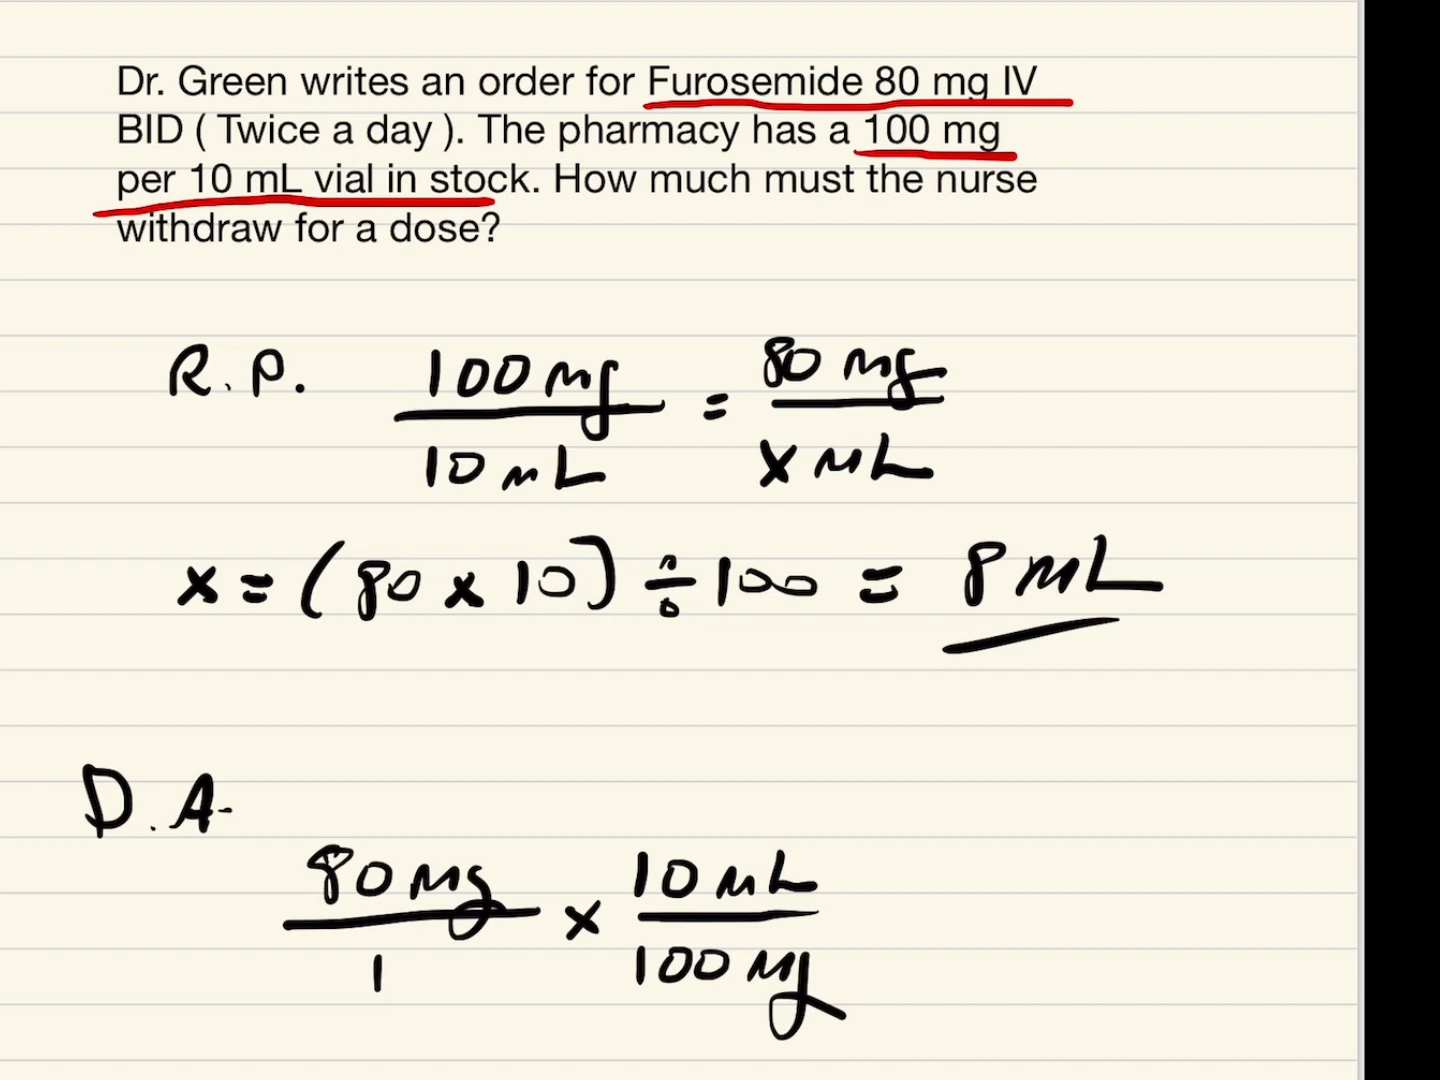 Dr. Green writes an order for Furosemide 80 mg IV
BID ( Twice a day ). The pharmacy has a 100 mg
per 10 mL vial in stock. How much must the nurse
withdraw for a dose?
R.P. 100 mg = 80 mg
10 mL x mL
x = (80 x 10) ÷ 100 = 8 mL
D.A.
80 mg x 10 mL
1 100 mg